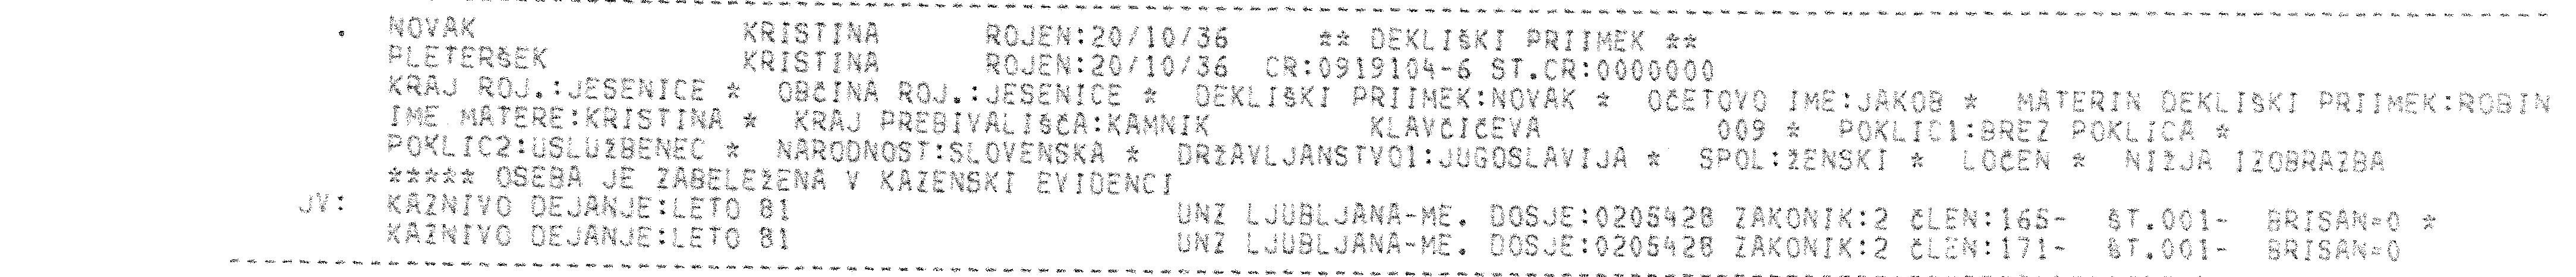 . NOVAK KRISTINA ROJEN:20/10/36 ** DEKLIŠKI PRIIMEK **
PLETERŠEK KRISTINA ROJEN:20/10/36 CR:0919104-6 ST.CR:0000000
KRAJ ROJ.:JESENICE * OBČINA ROJ.:JESENICE * DEKLIŠKI PRIIMEK:NOVAK * OČETOVO IME:JAKOB * MATERIN DEKLIŠKI PRIIMEK:ROBIN
IME MATERE:KRISTINA * KRAJ PREBIVALIŠČA:KAMNIK KLAVČIČEVA 009 * POKLIC1:BREZ POKLICA *
POKLIC2:USLUŽBENEC * NARODNOST:SLOVENSKA * DRŽAVLJANSTVO1:JUGOSLAVIJA * SPOL:ŽENSKI * LOČEN * NIŽJA IZOBRAZBA
***** OSEBA JE ZABELEŽENA V KAZENSKI EVIDENCI
JV: KAZNIVO DEJANJE:LETO 81 UNZ LJUBLJANA-ME. DOSJE:0205428 ZAKONIK:2 ČLEN:165- ŠT.001- BRISAN=0 *
KAZNIVO DEJANJE:LETO 81 UNZ LJUBLJANA-ME. DOSJE:0205428 ZAKONIK:2 ČLEN:171- ŠT.001- BRISAN=0